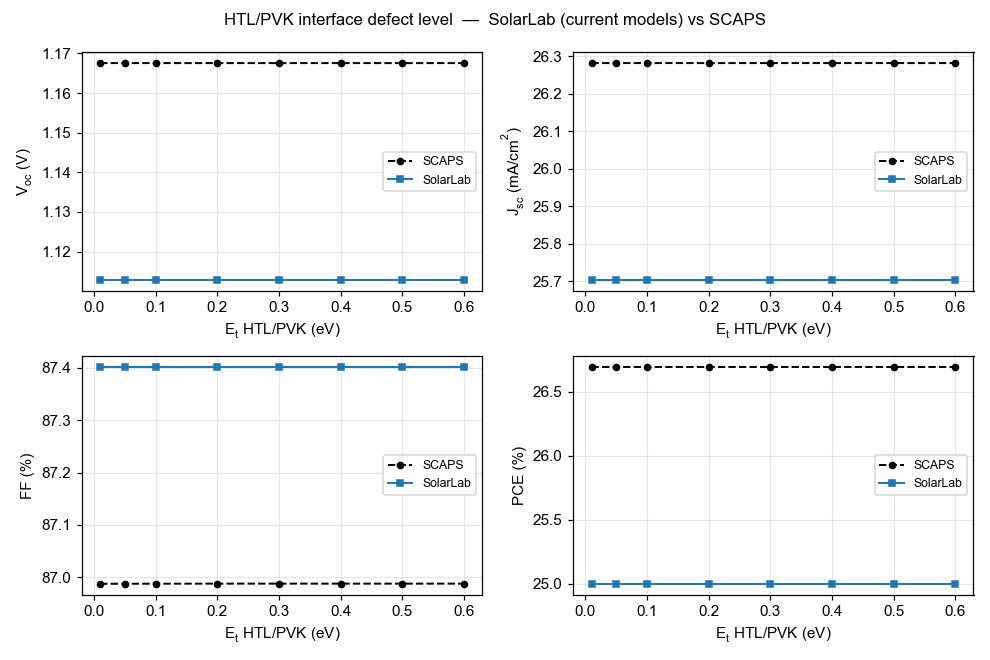 HTL/PVK interface defect level — SolarLab (current models) vs SCAPS
V_oc (V)
1.17
1.16
1.15
1.14
1.13
1.12
SCAPS
SolarLab
0.0 0.1 0.2 0.3 0.4 0.5 0.6
E_t HTL/PVK (eV)
J_sc (mA/cm^2)
26.3
26.2
26.1
26.0
25.9
25.8
25.7
SCAPS
SolarLab
0.0 0.1 0.2 0.3 0.4 0.5 0.6
E_t HTL/PVK (eV)
FF (%)
87.4
87.3
87.2
87.1
87.0
SCAPS
SolarLab
0.0 0.1 0.2 0.3 0.4 0.5 0.6
E_t HTL/PVK (eV)
PCE (%)
26.5
26.0
25.5
25.0
SCAPS
SolarLab
0.0 0.1 0.2 0.3 0.4 0.5 0.6
E_t HTL/PVK (eV)